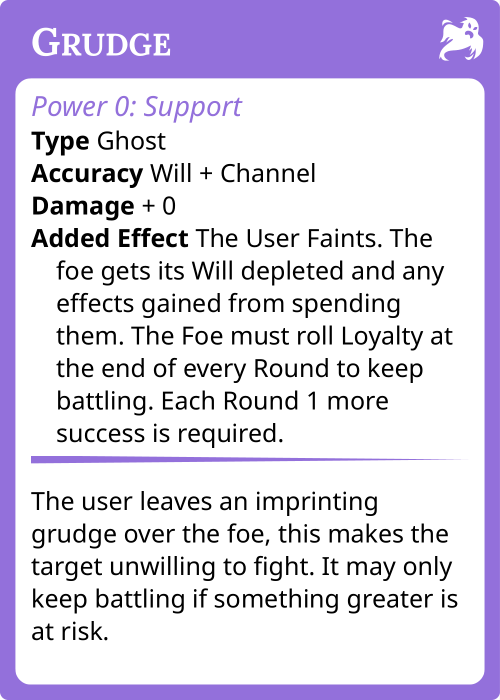 Grudge
Power 0: Support
Type Ghost
Accuracy Will + Channel
Damage + 0
Added Effect The User Faints. The
foe gets its Will depleted and any
effects gained from spending
them. The Foe must roll Loyalty at
the end of every Round to keep
battling. Each Round 1 more
success is required.
The user leaves an imprinting
grudge over the foe, this makes the
target unwilling to fight. It may only
keep battling if something greater is
at risk.